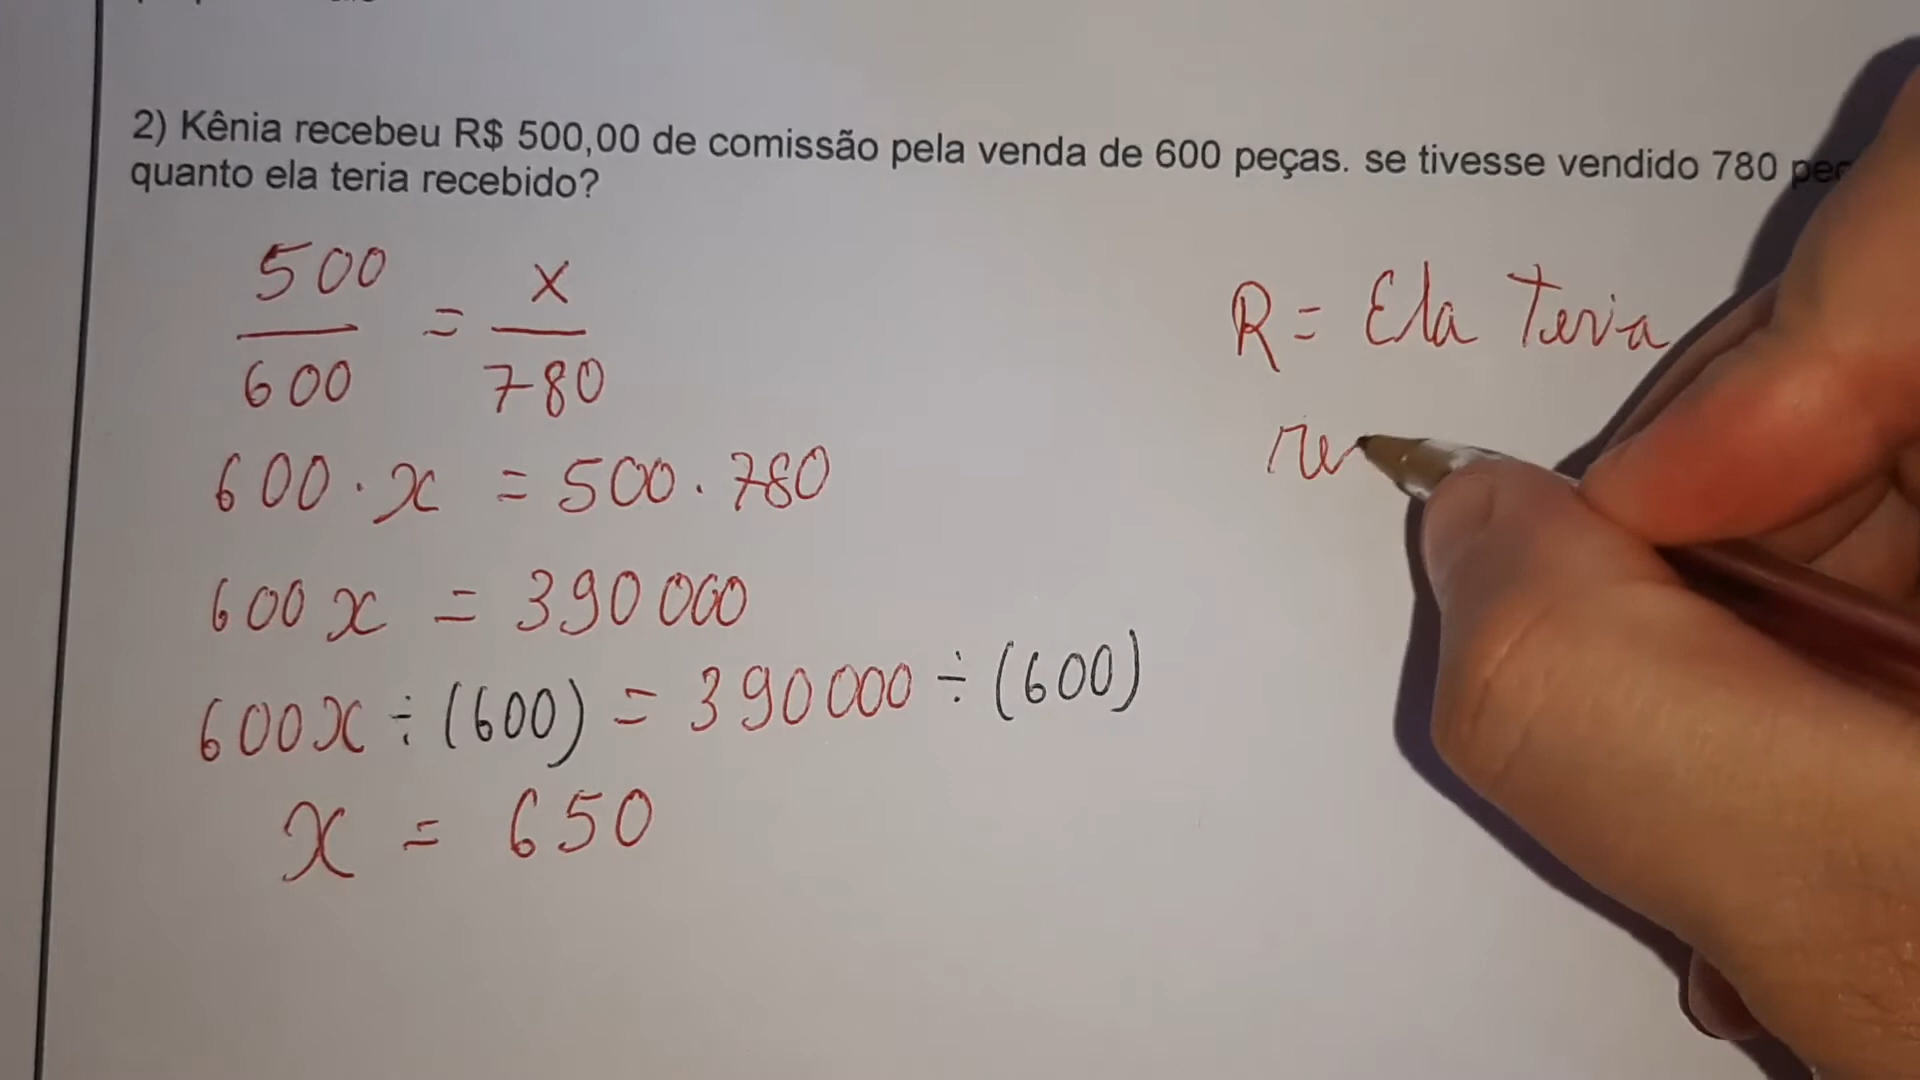 2) Kênia recebeu R$ 500,00 de comissão pela venda de 600 peças. se tivesse vendido 780
quanto ela teria recebido?
500/600 = x/780
600 · x = 500 · 780
600 x = 390 000
600x ÷ (600) = 390 000 ÷ (600)
x = 650
R = Ela Teria